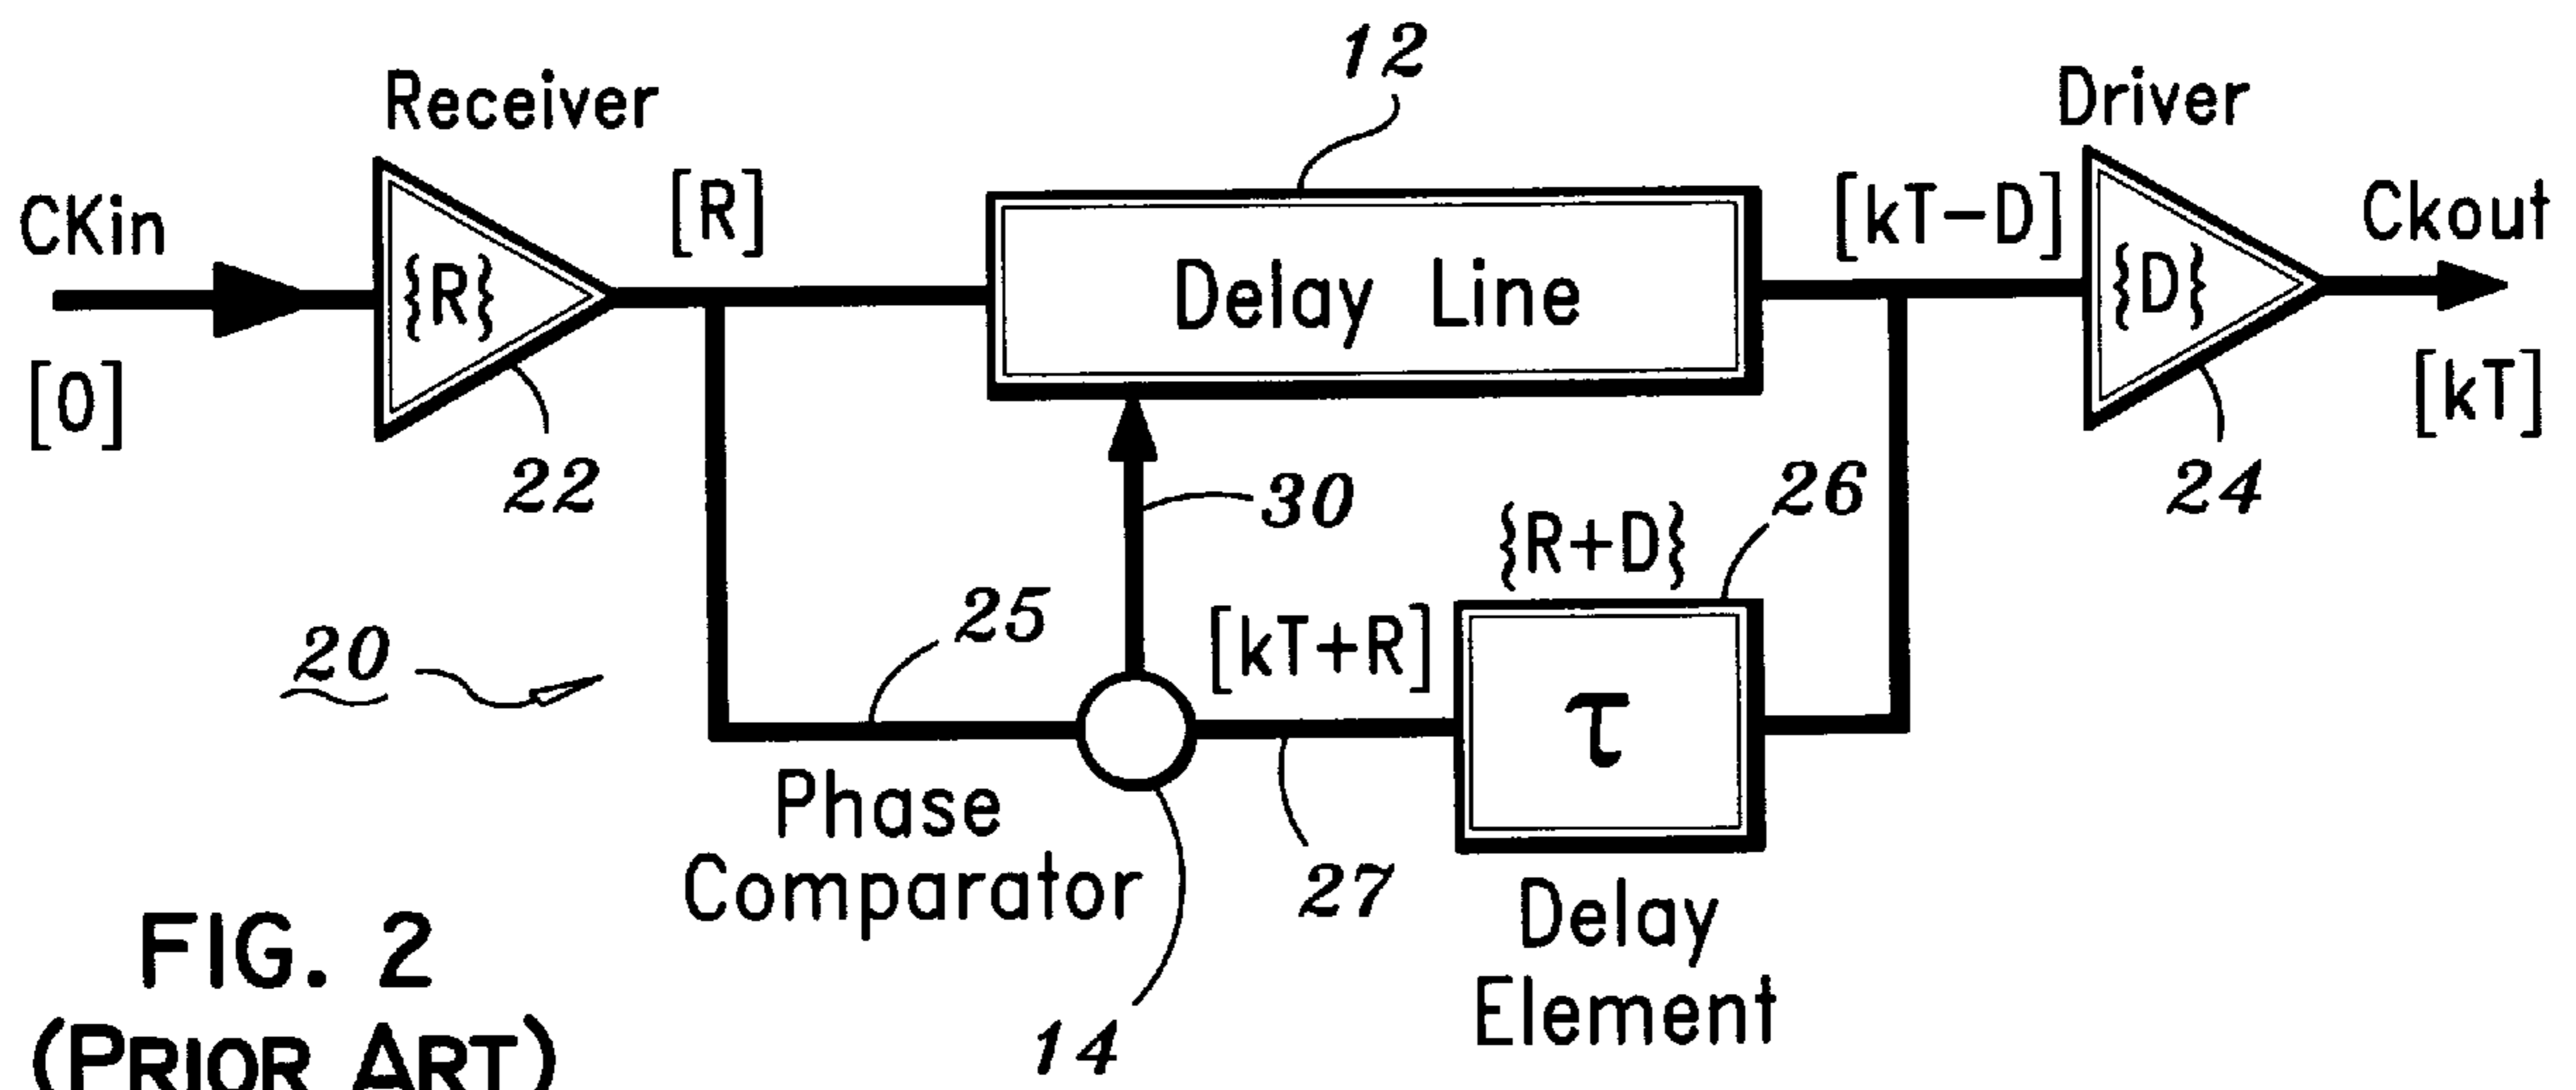 12
Receiver
Driver
CKin
[R]
[kT-D]
Ckout
{R}
Delay Line
{D}
[0]
[kT]
22
30
26
24
{R+D}
25
[kT+R]
20
τ
Phase
Comparator
27
Delay
Element
14
FIG. 2
(PRIOR ART)